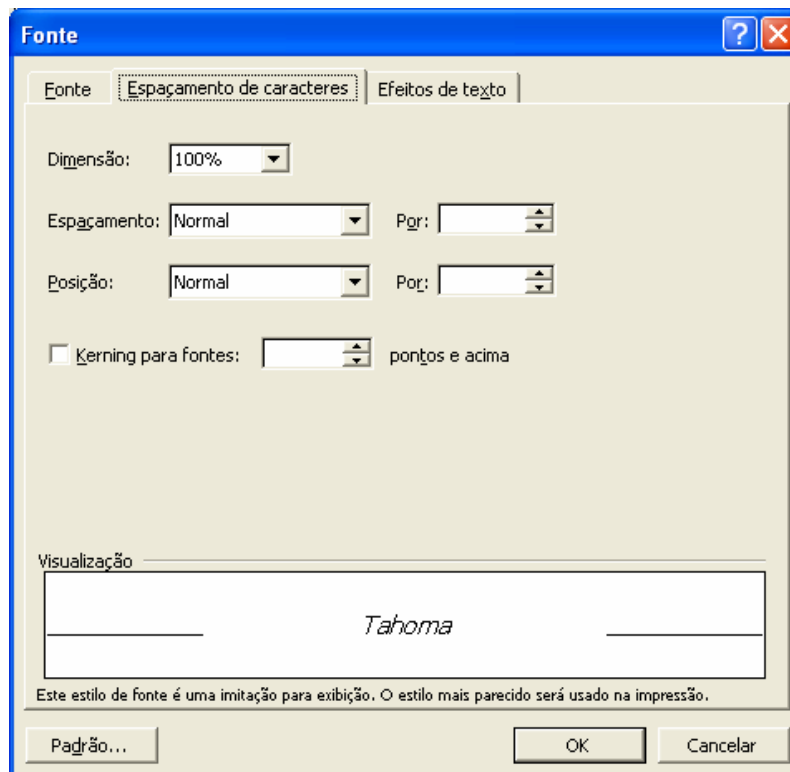 Fonte
Fonte Espaçamento de caracteres Efeitos de texto
Dimensão: 100%
Espaçamento: Normal Por:
Posição: Normal Por:
Kerning para fontes: pontos e acima
Visualização
Tahoma
Este estilo de fonte é uma imitação para exibição. O estilo mais parecido será usado na impressão.
Padrão... OK Cancelar